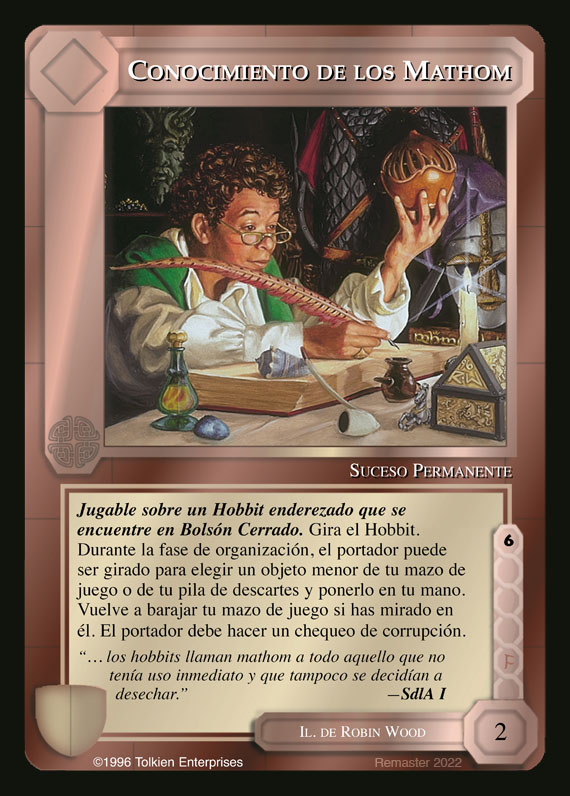 Conocimiento de los Mathom
Suceso Permanente
Jugable sobre un Hobbit enderezado que se
encuentre en Bolsón Cerrado. Gira el Hobbit.
Durante la fase de organización, el portador puede
ser girado para elegir un objeto menor de tu mazo de
juego o de tu pila de descartes y ponerlo en tu mano.
Vuelve a barajar tu mazo de juego si has mirado en
él. El portador debe hacer un chequeo de corrupción.
“… los hobbits llaman mathom a todo aquello que no
tenía uso inmediato y que tampoco se decidían a
desechar.” —SdlA I
6
F
Il. de Robin Wood
2
©1996 Tolkien Enterprises
Remaster 2022